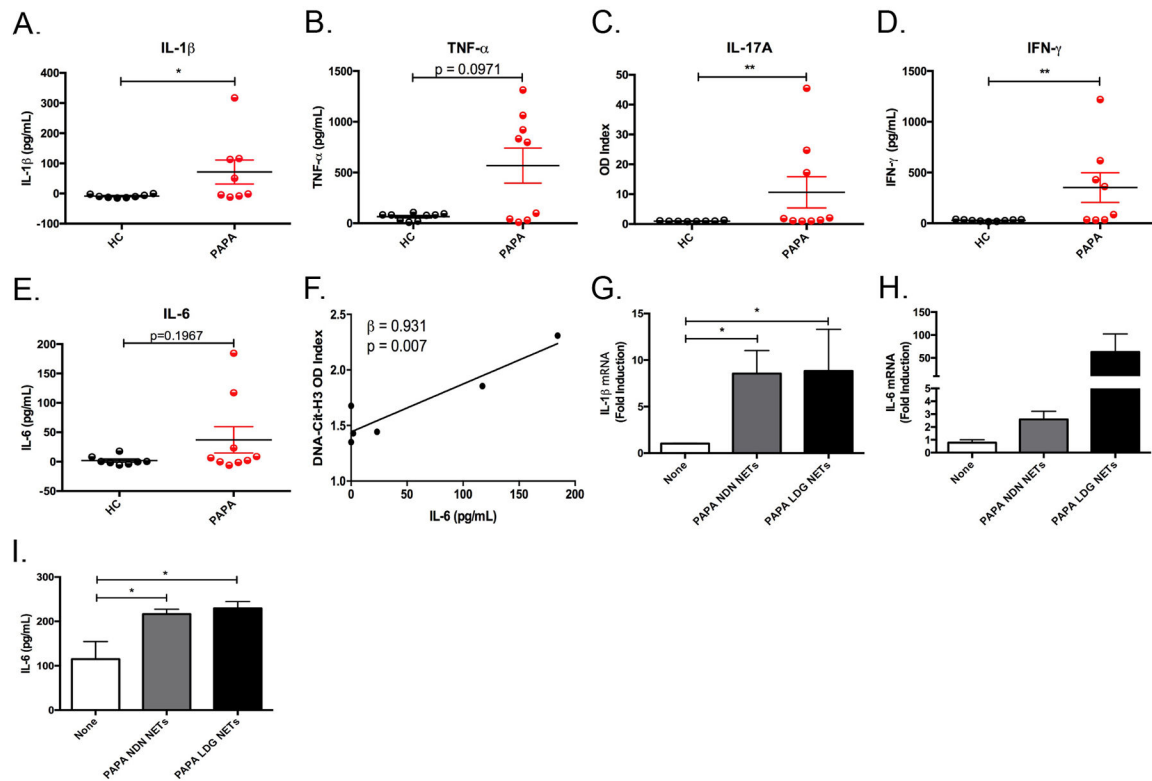 A.
IL-1β
*
IL-1β (pg/mL)
400
300
200
100
0
-100
HC
PAPA
B.
TNF-α
p = 0.0971
TNF-α (pg/mL)
1500
1000
500
0
HC
PAPA
C.
IL-17A
**
OD Index
50
40
30
20
10
0
HC
PAPA
D.
IFN-γ
**
IFN-γ (pg/mL)
1500
1000
500
0
HC
PAPA
E.
IL-6
p=0.1967
IL-6 (pg/mL)
200
150
100
50
0
-50
HC
PAPA
F.
β = 0.931
p = 0.007
DNA-Cit-H3 OD Index
2.5
2.0
1.5
1.0
0
50
100
150
200
IL-6 (pg/mL)
G.
*
*
IL-1β mRNA
(Fold Induction)
15
10
5
0
None
PAPA NDN NETs
PAPA LDG NETs
H.
IL-6 mRNA
(Fold Induction)
150
100
50
5
4
3
2
1
0
None
PAPA NDN NETs
PAPA LDG NETs
I.
*
*
IL-6 (pg/mL)
300
200
100
0
None
PAPA NDN NETs
PAPA LDG NETs